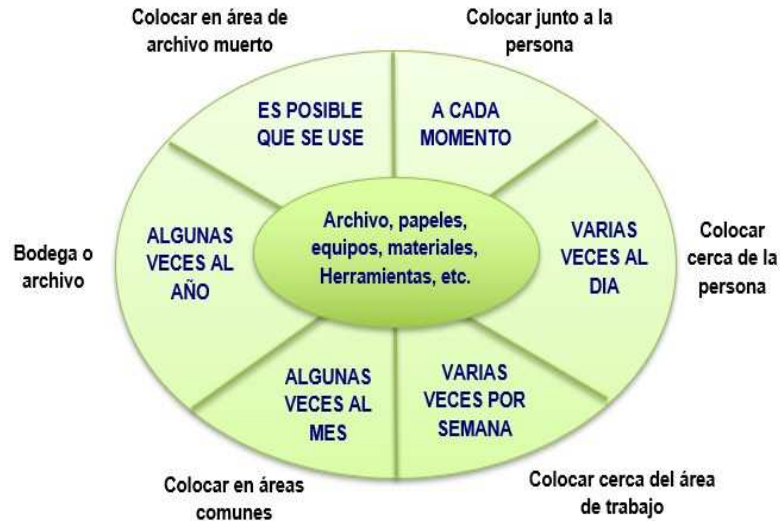 Colocar en área de
archivo muerto
Colocar junto a la
persona
ES POSIBLE
QUE SE USE
A CADA
MOMENTO
Bodega o
archivo
ALGUNAS
VECES AL
AÑO
Archivo, papeles,
equipos, materiales,
Herramientas, etc.
VARIAS
VECES AL
DIA
Colocar
cerca de la
persona
ALGUNAS
VECES AL
MES
VARIAS
VECES POR
SEMANA
Colocar en áreas
comunes
Colocar cerca del área
de trabajo